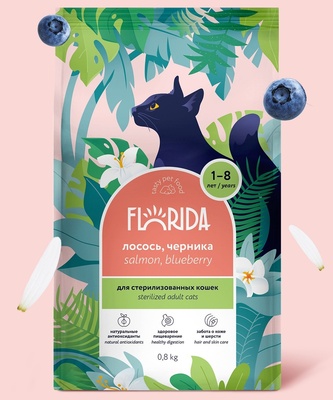 tasty pet food
1–8
лет / years
FLORIDA
лосось, черника
salmon, blueberry
для стерилизованных кошек
sterilized adult cats
натуральные антиоксиданты
natural antioxidants
здоровое пищеварение
healthy digestion
забота о коже и шерсти
hair and skin care
0,8 kg